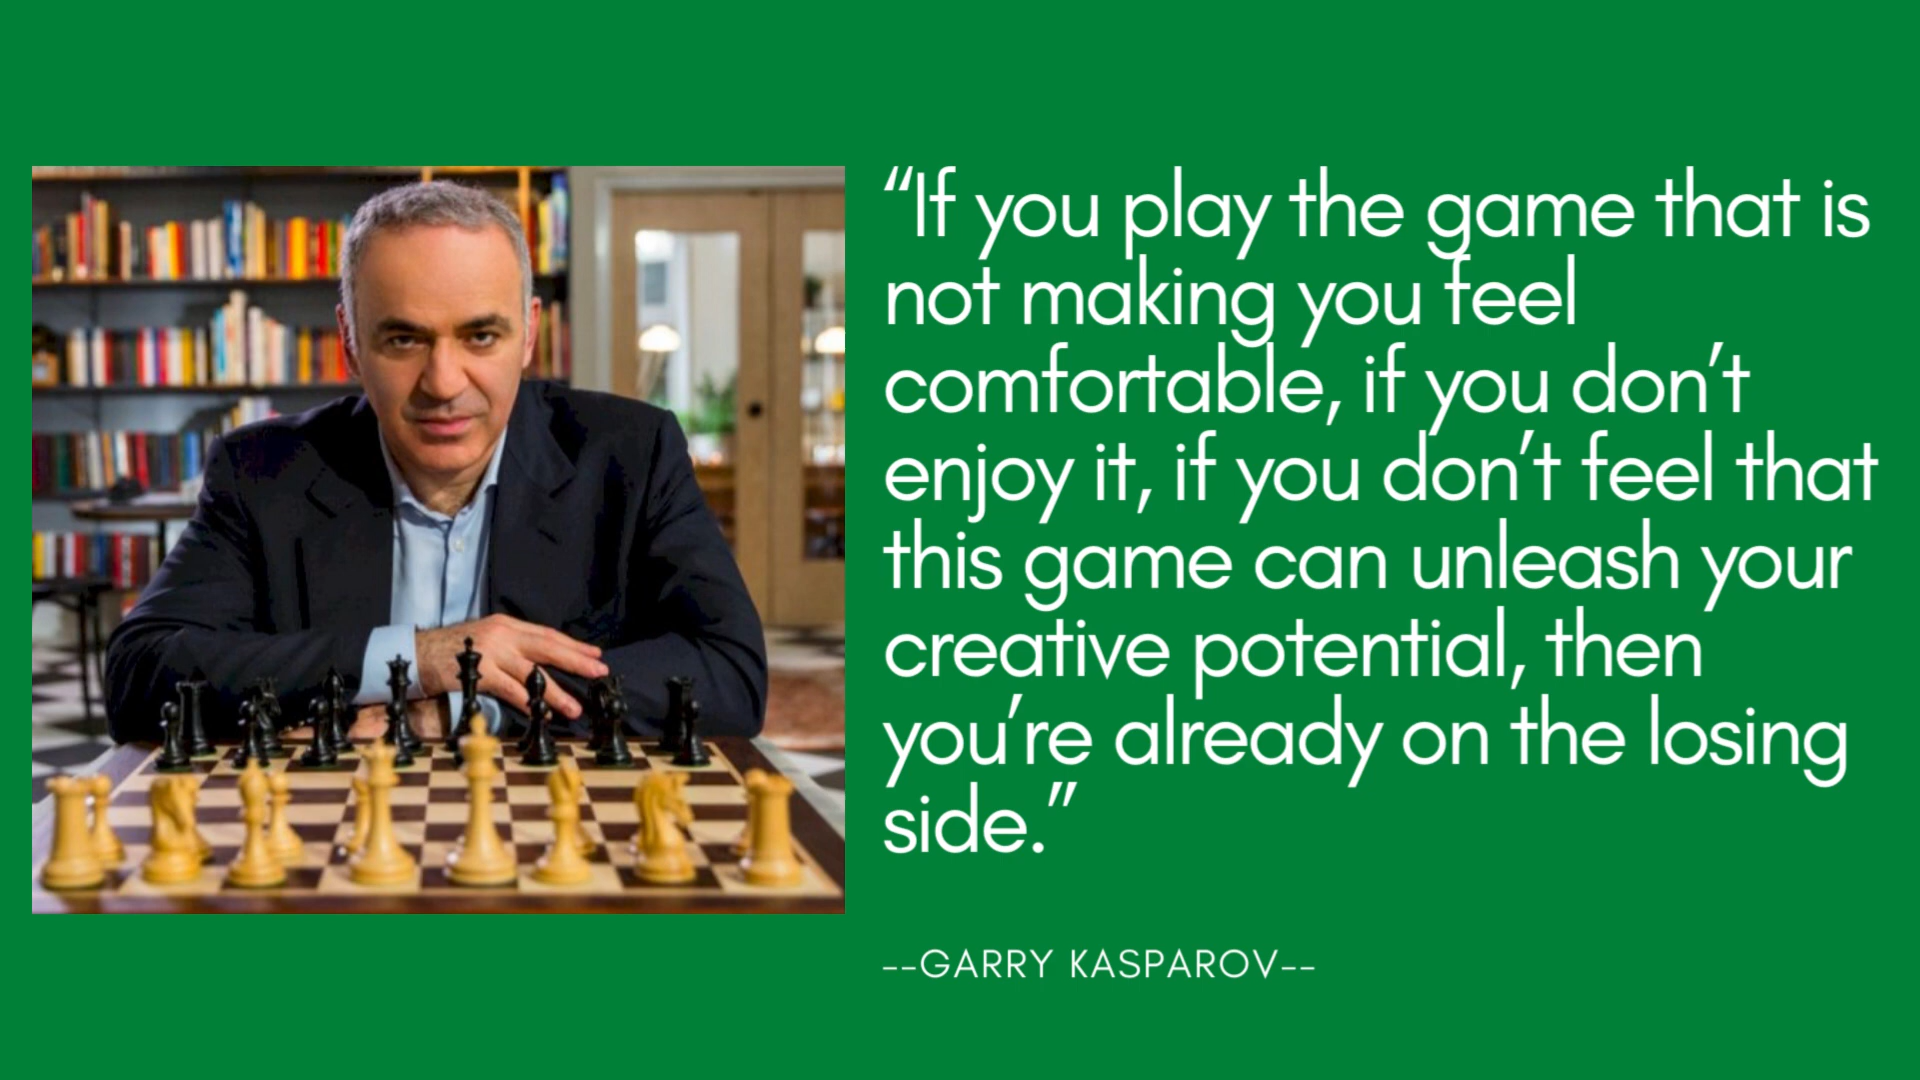 “If you play the game that is
not making you feel
comfortable, if you don’t
enjoy it, if you don’t feel that
this game can unleash your
creative potential, then
you’re already on the losing
side.”
--GARRY KASPAROV--